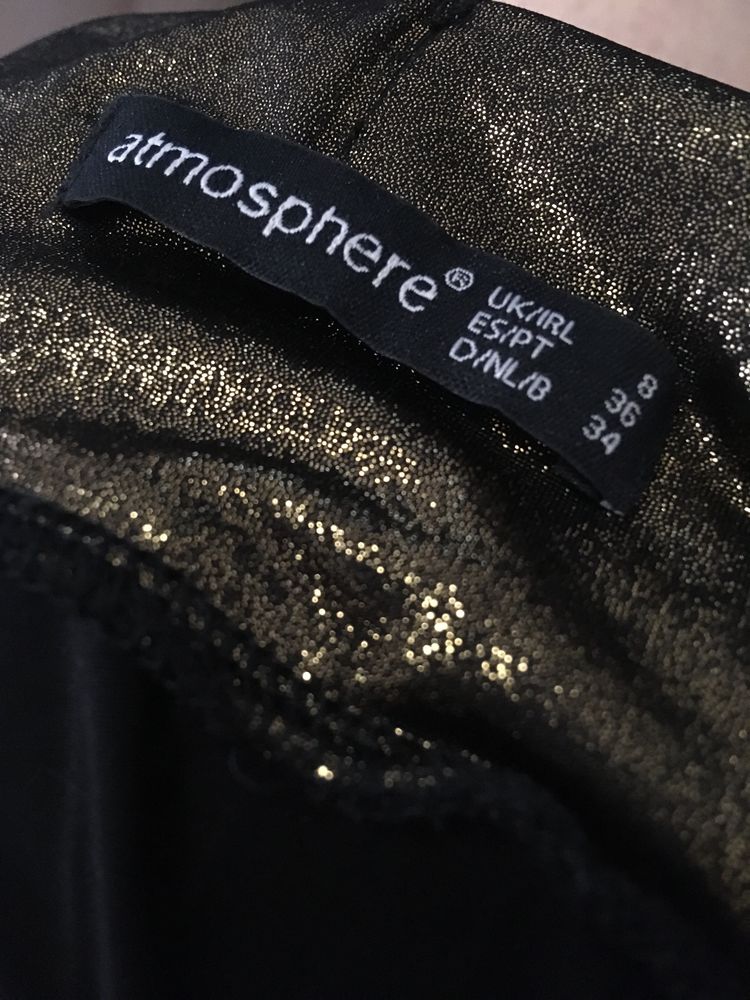 atmosphere®
UK/IRL 8
ES/PT 36
D/NL/B 34